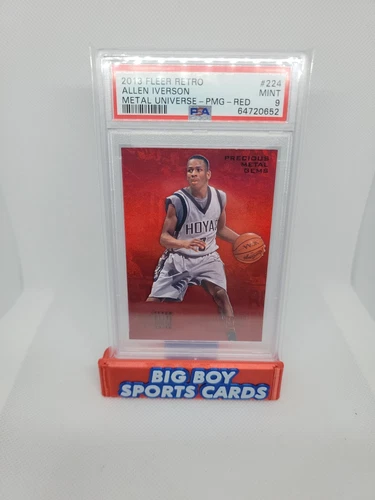 2013 FLEER RETRO #224
ALLEN IVERSON MINT
METAL UNIVERSE-PMG-RED 9
PSA 64720652
PRECIOUS
METAL
GEMS
HOYAS
BIG BOY
SPORTS CARDS